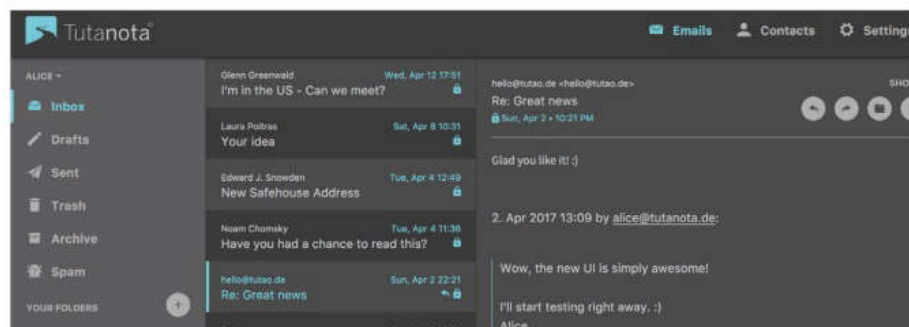 Tutanota
Emails
Contacts
Settings
ALICE
Inbox
Drafts
Sent
Trash
Archive
Spam
YOUR FOLDERS
Glenn Greenwald Wed, Apr 12 17:51
I'm in the US - Can we meet?
Laura Poitras Sat, Apr 8 10:31
Your idea
Edward J. Snowden Tue, Apr 4 12:49
New Safehouse Address
Noam Chomsky Tue, Apr 4 11:36
Have you had a chance to read this?
hello@tutao.de Sun, Apr 2 22:21
Re: Great news
hello@tutao.de <hello@tutao.de>
SHO
Re: Great news
Sun, Apr 2 • 10:21 PM
Glad you like it! :)
2. Apr 2017 13:09 by alice@tutanota.de:
Wow, the new UI is simply awesome!
I'll start testing right away. :)
Alice